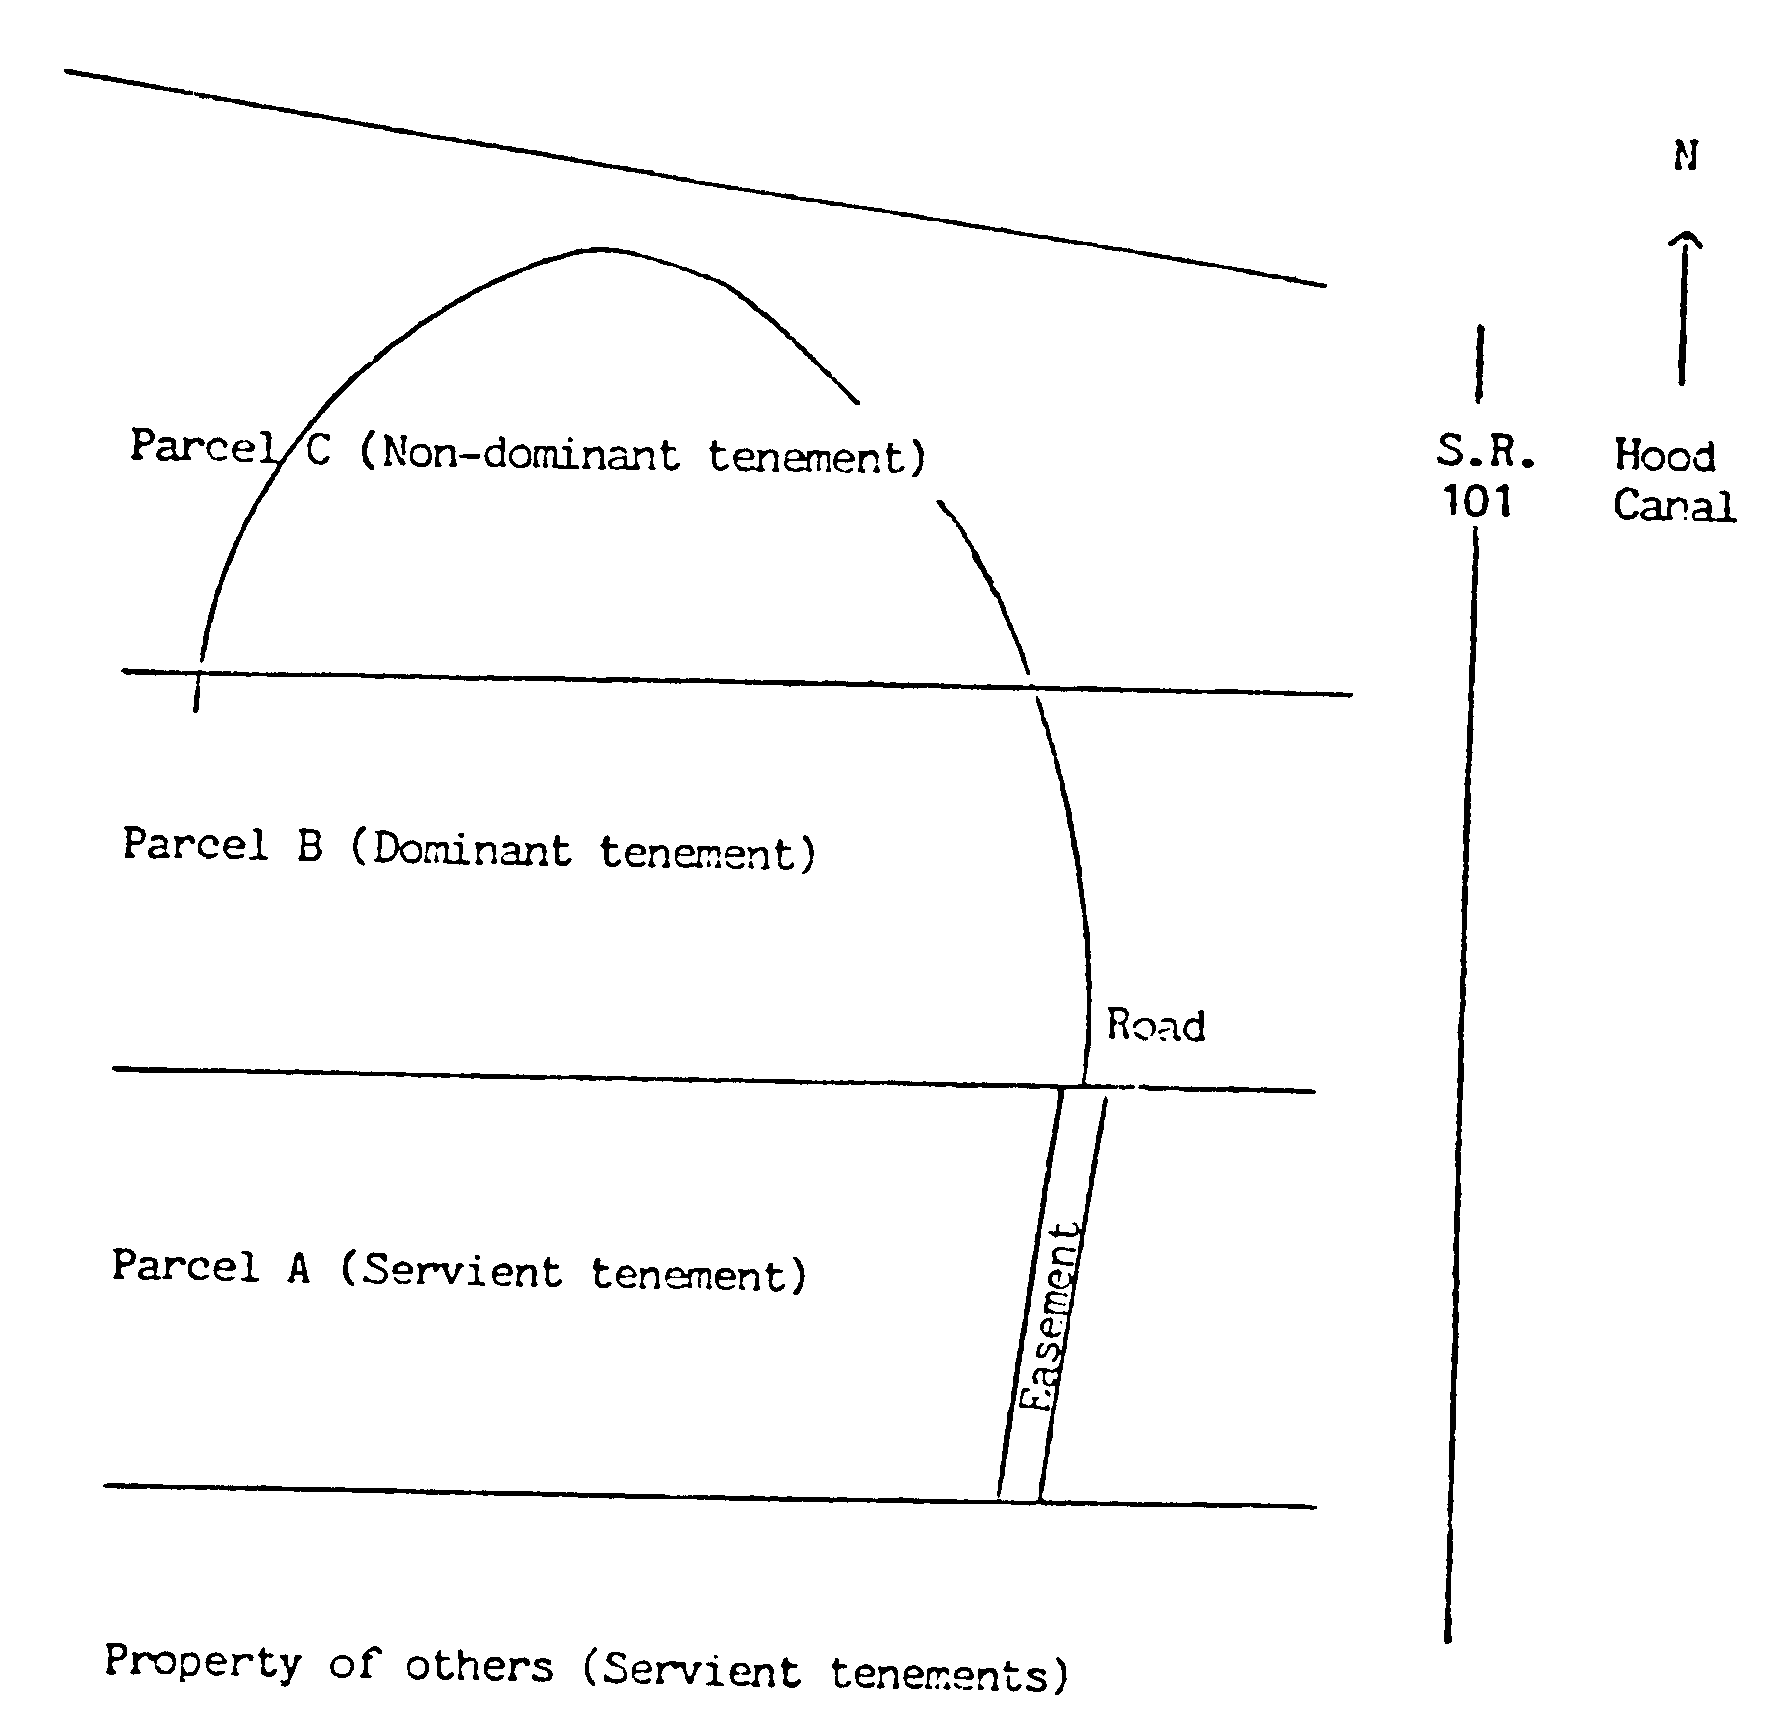 N
Parcel C (Non-dominant tenement)
S.R.
101
Hood
Canal
Parcel B (Dominant tenement)
Road
Parcel A (Servient tenement)
Easement
Property of others (Servient tenements)